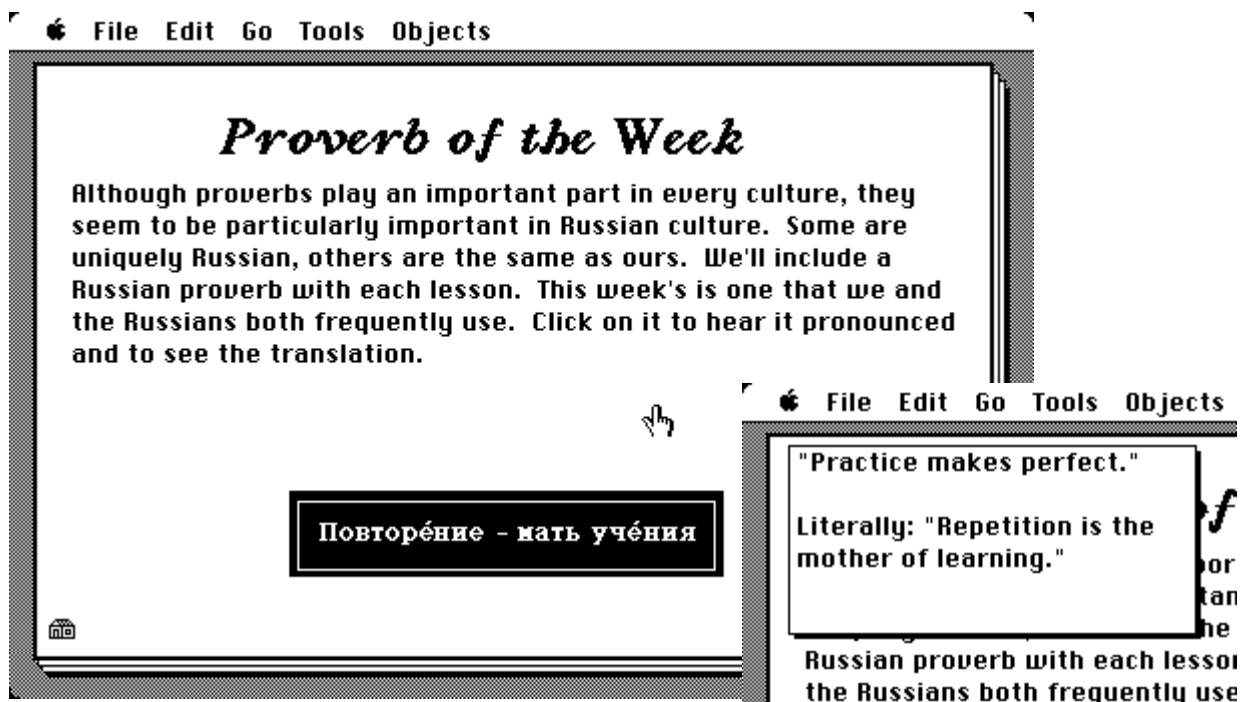 File Edit Go Tools Objects
Proverb of the Week
Although proverbs play an important part in every culture, they
seem to be particularly important in Russian culture. Some are
uniquely Russian, others are the same as ours. We'll include a
Russian proverb with each lesson. This week's is one that we and
the Russians both frequently use. Click on it to hear it pronounced
and to see the translation.
Повторе́ние - мать уче́ния
File Edit Go Tools Objects
"Practice makes perfect."
Literally: "Repetition is the
mother of learning."
Russian proverb with each lesson
the Russians both frequently use